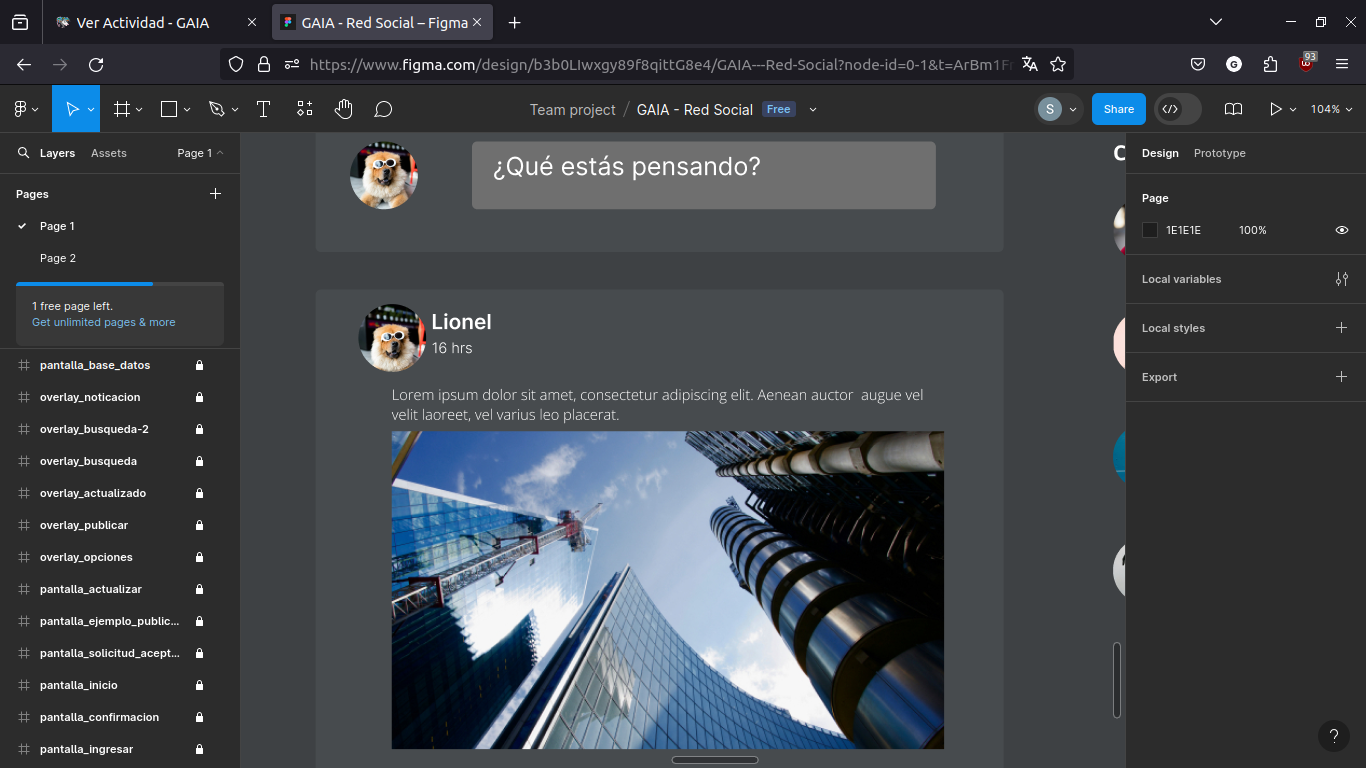 Ver Actividad - GAIA
GAIA - Red Social – Figma
https://www.figma.com/design/b3b0LIwxgy89f8qittG8e4/GAIA---Red-Social?node-id=0-1&t=ArBm1Fr
G
93
Team project / GAIA - Red Social Free
S
Share
104%
Layers Assets Page 1
Pages
Page 1
Page 2
1 free page left.
Get unlimited pages & more
pantalla_base_datos
overlay_noticacion
overlay_busqueda-2
overlay_busqueda
overlay_actualizado
overlay_publicar
overlay_opciones
pantalla_actualizar
pantalla_ejemplo_public...
pantalla_solicitud_acept...
pantalla_inicio
pantalla_confirmacion
pantalla_ingresar
¿Qué estás pensando?
Lionel
16 hrs
Lorem ipsum dolor sit amet, consectetur adipiscing elit. Aenean auctor augue vel
velit laoreet, vel varius leo placerat.
Design Prototype
Page
1E1E1E 100%
Local variables
Local styles
Export
?